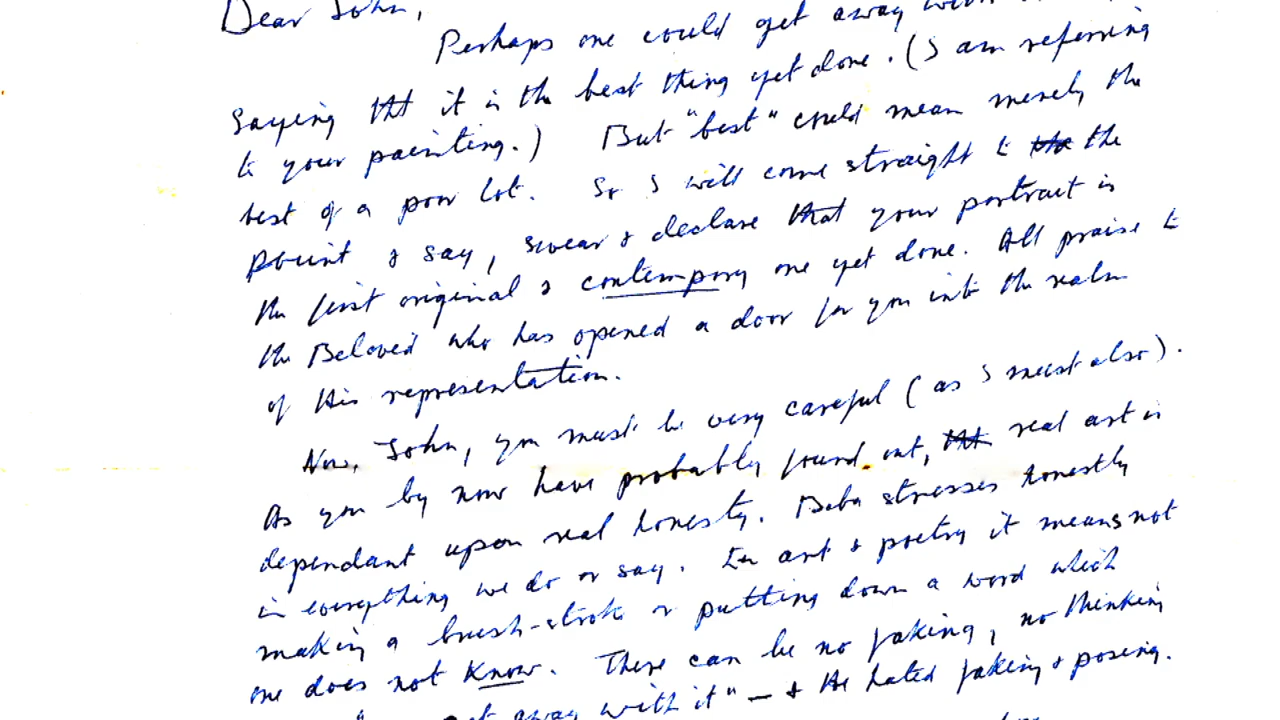 Dear John,
Perhaps one could get away with
saying tht it is the best thing yet done. (I am referring
to your painting.) But "best" could mean merely the
best of a poor lot. So I will come straight to the
point & say, swear & declare that your portrait is
the first original & contempory one yet done. All praise to
the Beloved who has opened a door for you into the realm
of His representation.
Now, John, you must be very careful (as I must also).
As you by now have probably found out, tht real art is
dependant upon real honesty. Baba stresses honestly
in everything we do or say. In art & poetry it means not
making a brush-stroke or putting down a word which
one does not know. There can be no faking, no thinking
"get away with it" — & He hated faking & posing.